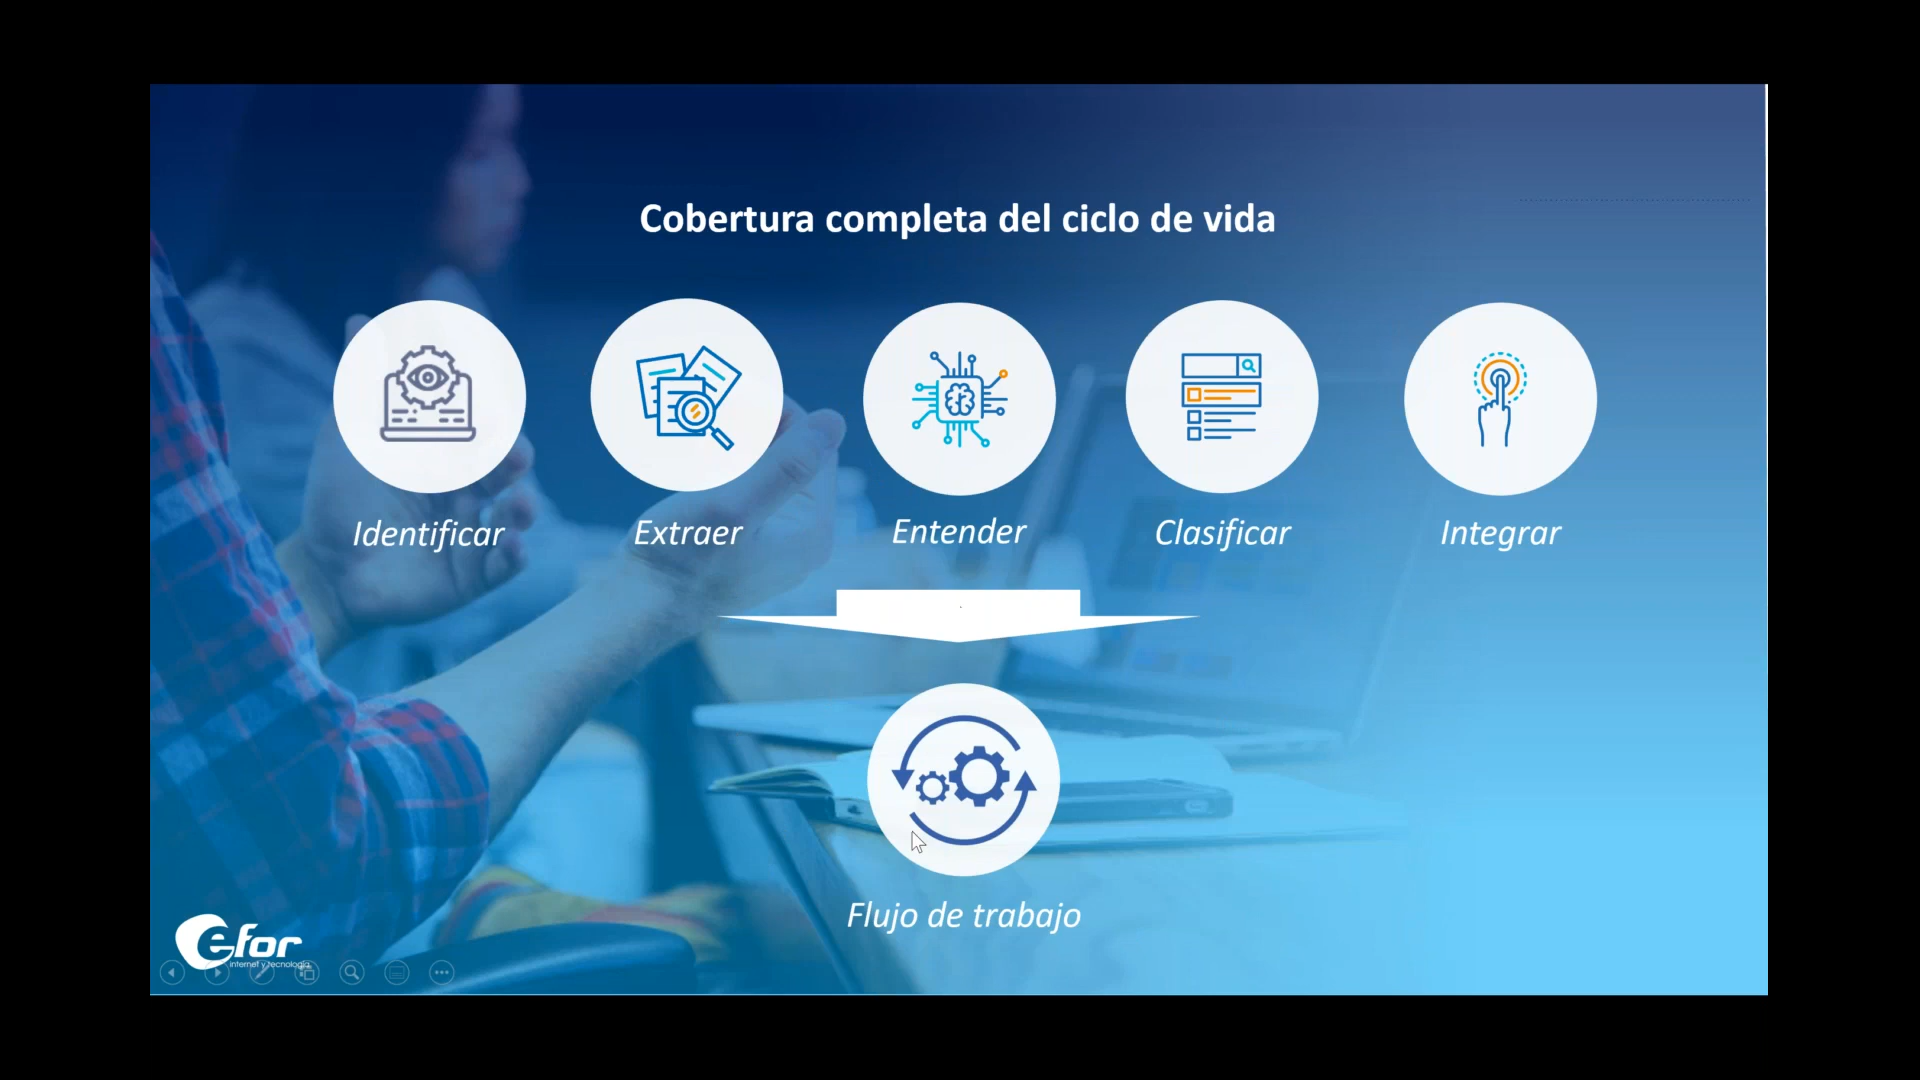 Cobertura completa del ciclo de vida
Identificar
Extraer
Entender
Clasificar
Integrar
Flujo de trabajo
efor
internet y tecnología